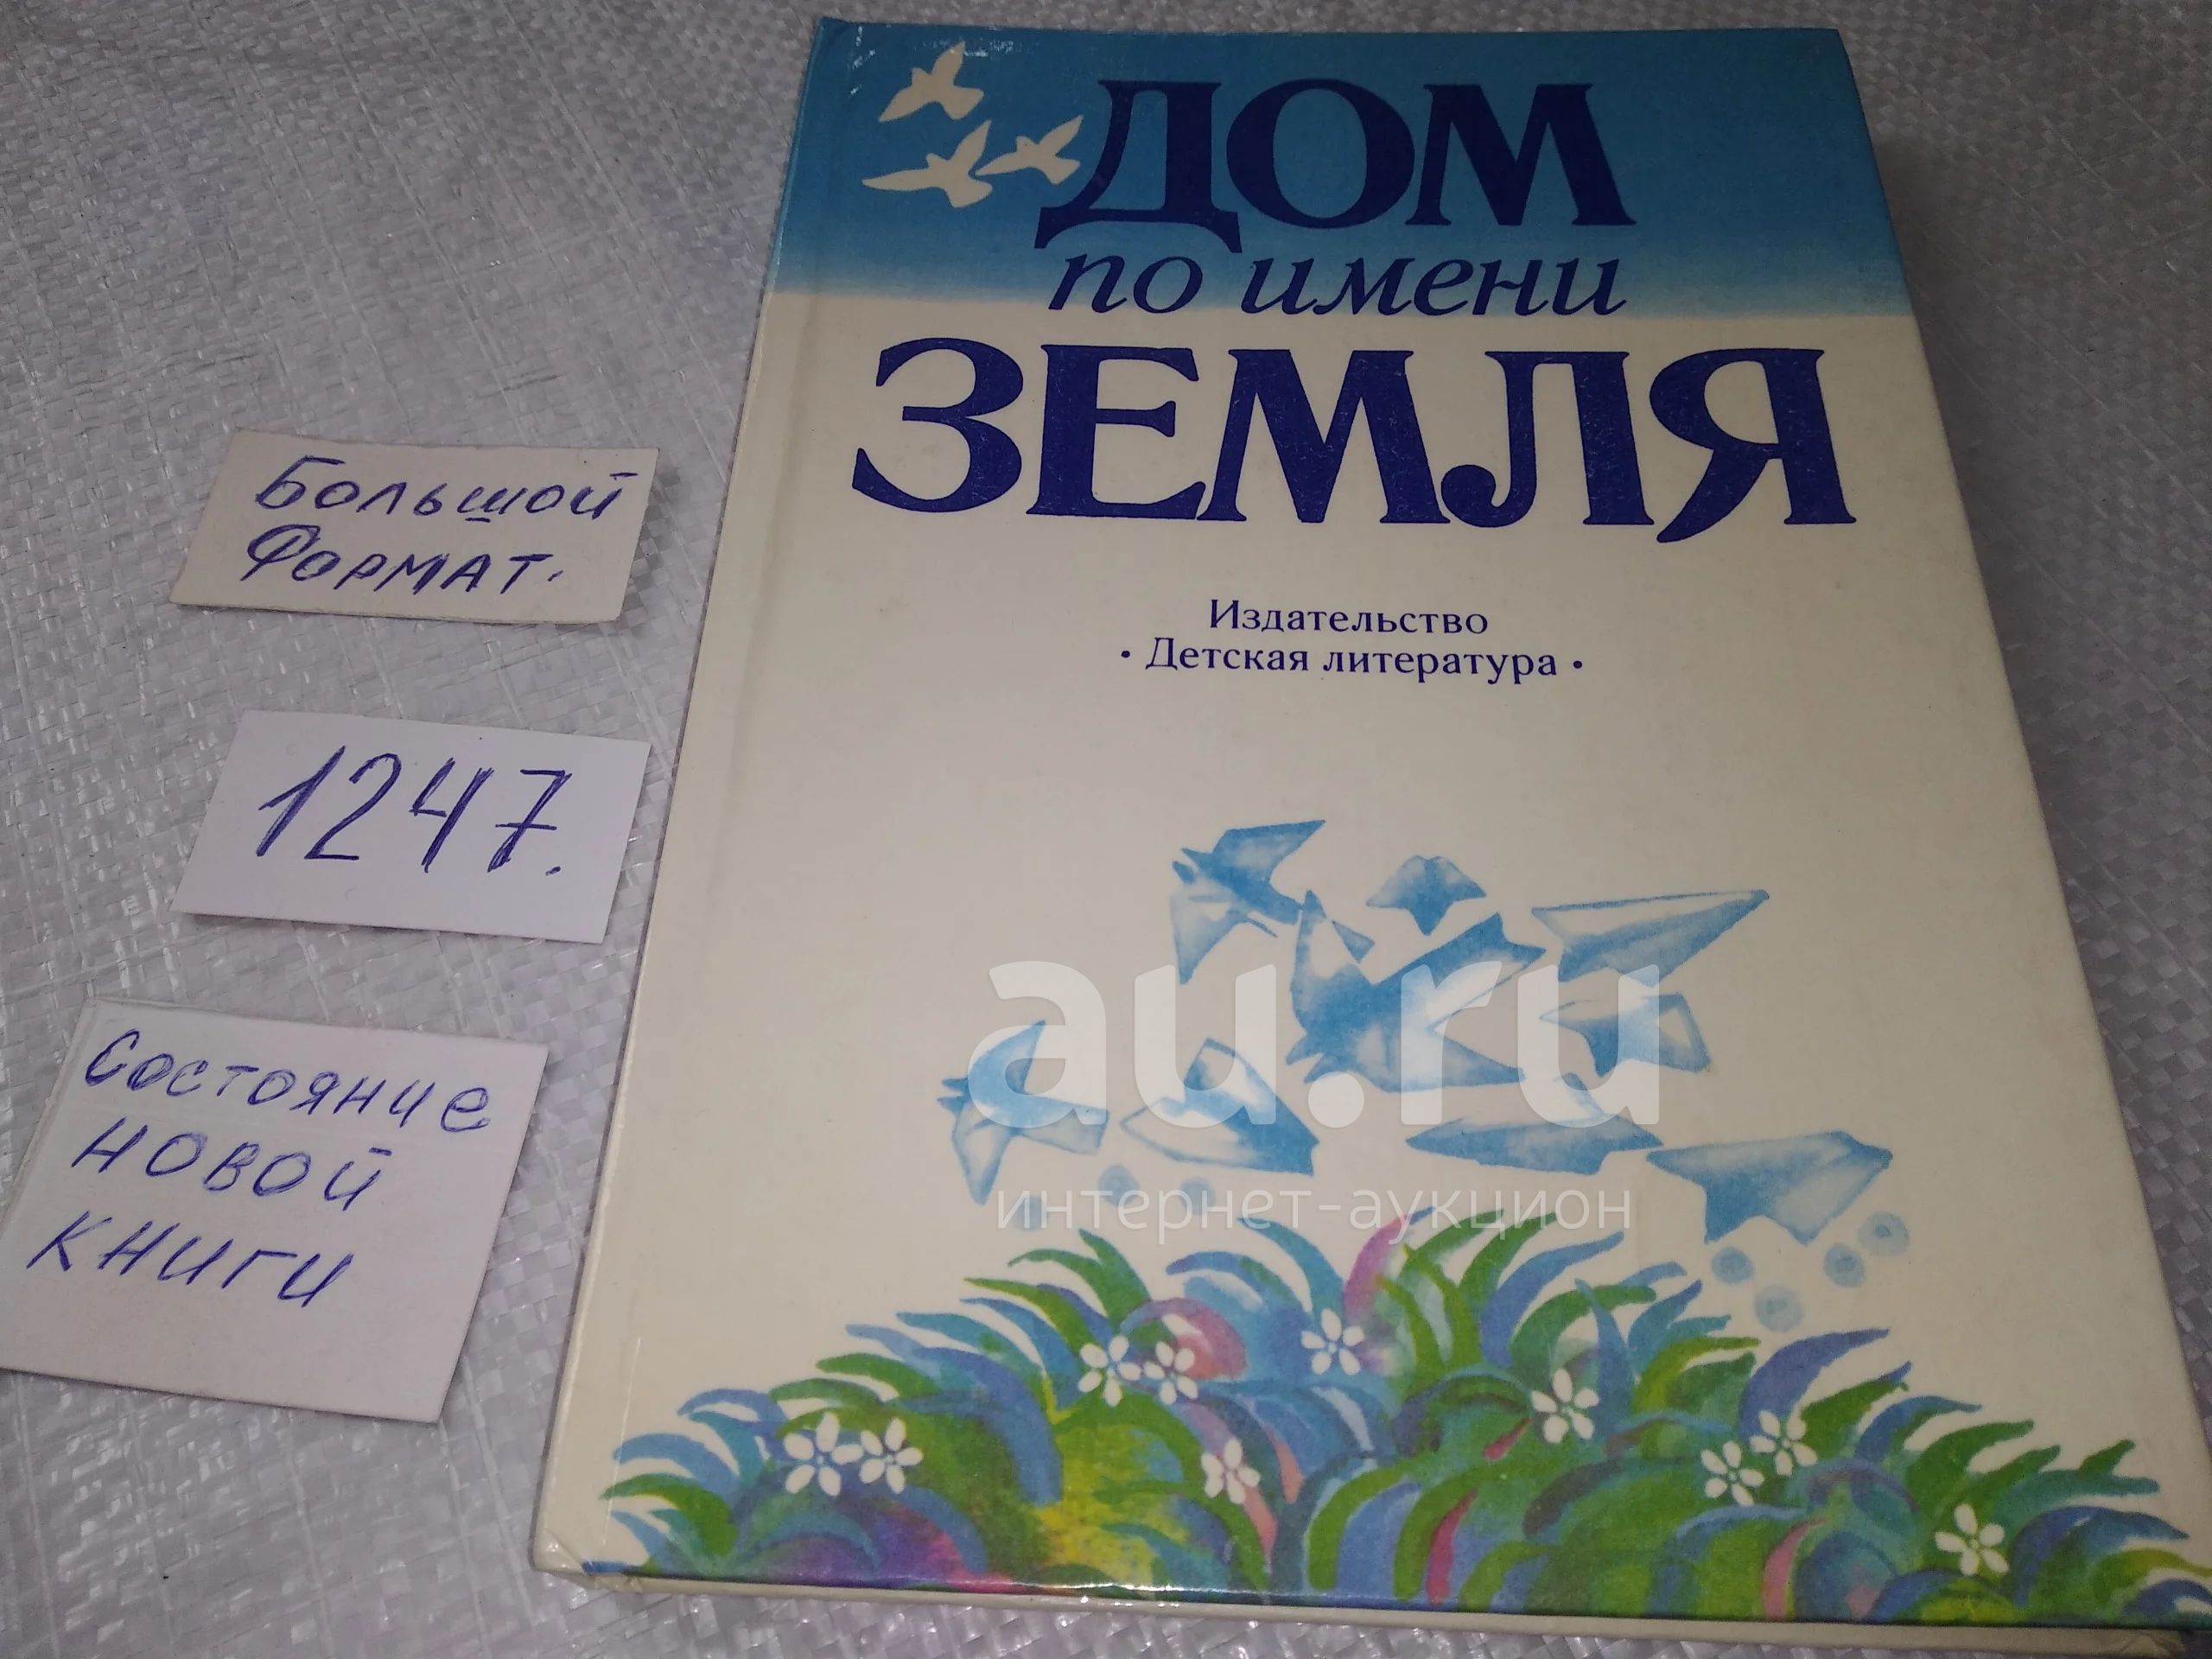 ДОМ
по имени
ЗЕМЛЯ
Издательство
• Детская литература •
Большой
Формат.
1247.
Состояние
новой
книги
au.ru
интернет-аукцион